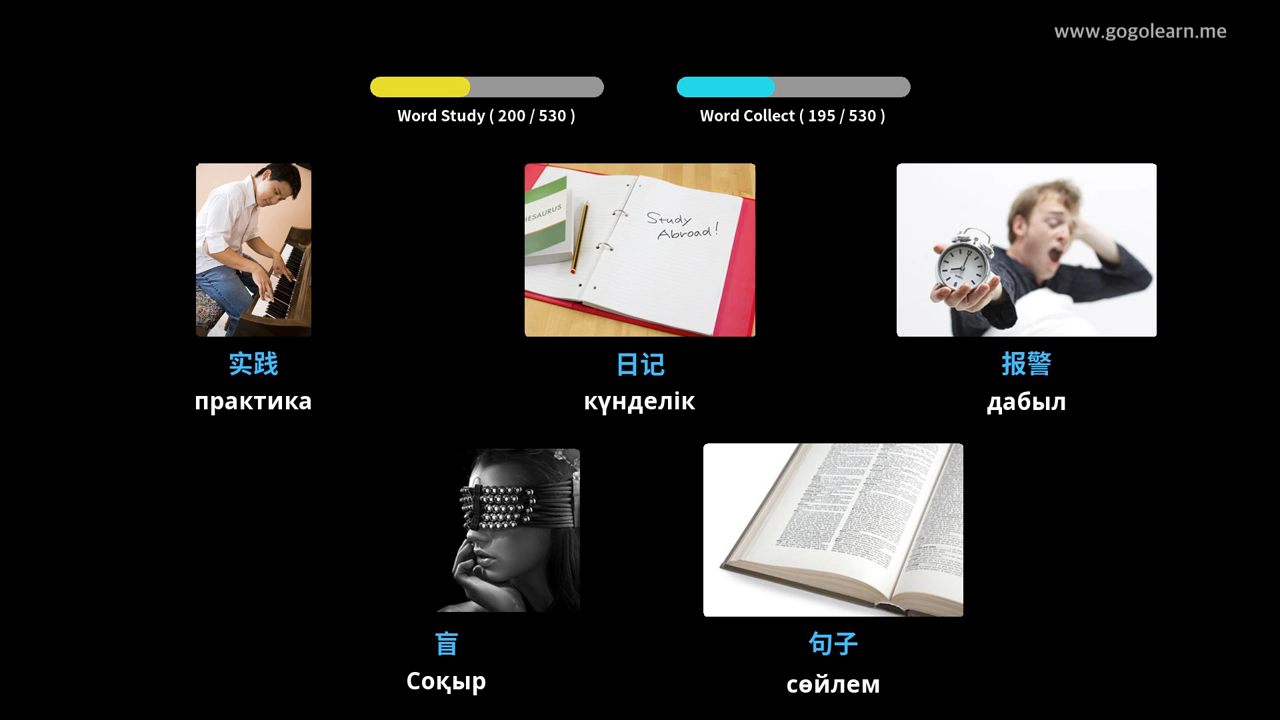 www.gogolearn.me
Word Study ( 200 / 530 )
Word Collect ( 195 / 530 )
THESAURUS
Study
Abroad!
实践
日记
报警
практика
күнделік
дабыл
盲
句子
Соқыр
сөйлем